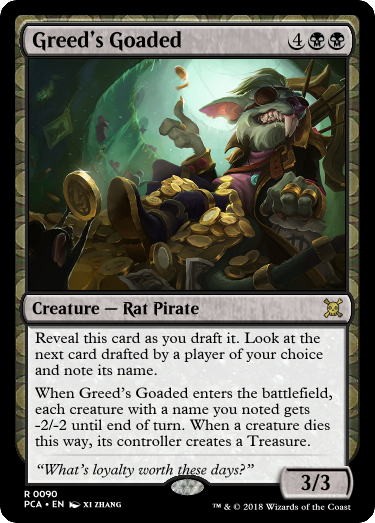 Greed's Goaded 4
Creature — Rat Pirate
Reveal this card as you draft it. Look at the
next card drafted by a player of your choice
and note its name.
When Greed's Goaded enters the battlefield,
each creature with a name you noted gets
-2/-2 until end of turn. When a creature dies
this way, its controller creates a Treasure.
“What's loyalty worth these days?”
3/3
R 0090
PCA • EN XI ZHANG
™ & © 2018 Wizards of the Coast